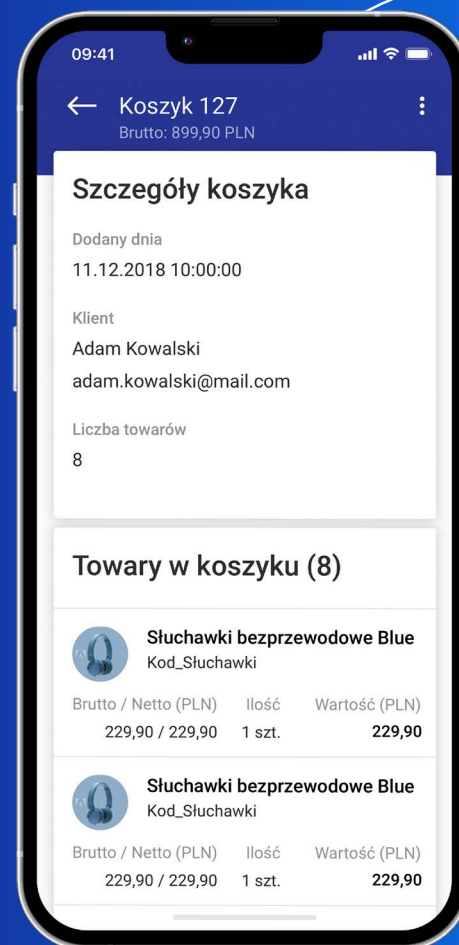 09:41
Koszyk 127
Brutto: 899,90 PLN
Szczegóły koszyka
Dodany dnia
11.12.2018 10:00:00
Klient
Adam Kowalski
adam.kowalski@mail.com
Liczba towarów
8
Towary w koszyku (8)
Słuchawki bezprzewodowe Blue
Kod_Słuchawki
Brutto / Netto (PLN) Ilość Wartość (PLN)
229,90 / 229,90 1 szt. 229,90
Słuchawki bezprzewodowe Blue
Kod_Słuchawki
Brutto / Netto (PLN) Ilość Wartość (PLN)
229,90 / 229,90 1 szt. 229,90